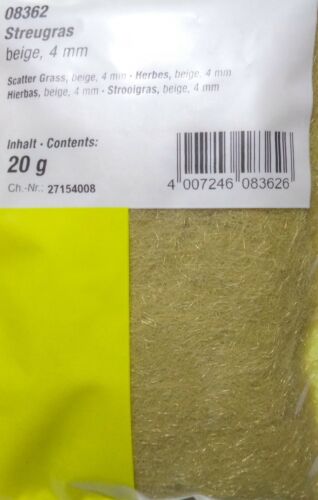 08362
Streugras
beige, 4 mm
Scatter Grass, beige, 4 mm · Herbes, beige, 4 mm
Hierbas, beige, 4 mm · Strooigras, beige, 4 mm
Inhalt · Contents:
20 g
Ch.-Nr.: 27154008
4 007246 083626